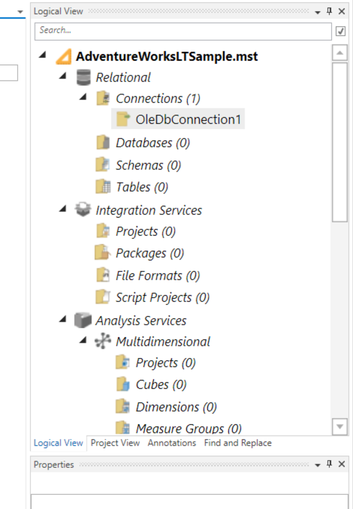 Logical View
Search...
AdventureWorksLTSample.mst
Relational
Connections (1)
OleDbConnection1
Databases (0)
Schemas (0)
Tables (0)
Integration Services
Projects (0)
Packages (0)
File Formats (0)
Script Projects (0)
Analysis Services
Multidimensional
Projects (0)
Cubes (0)
Dimensions (0)
Measure Groups (0)
Logical View Project View Annotations Find and Replace
Properties